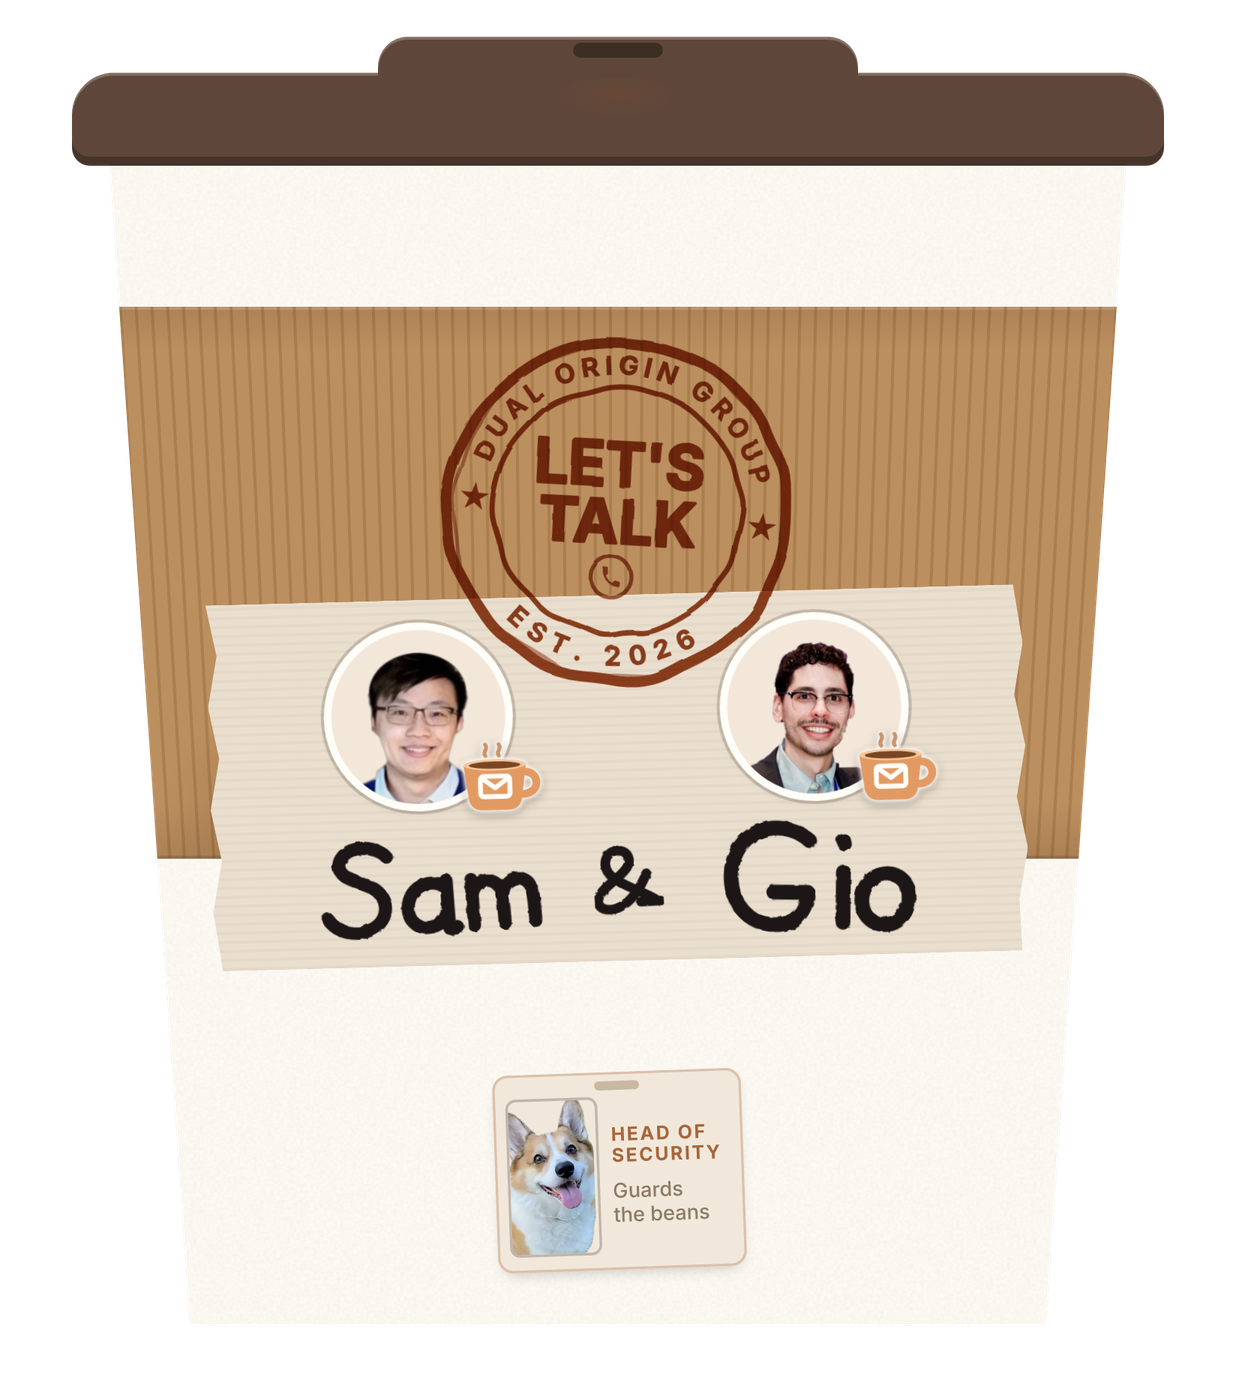 DUAL ORIGIN GROUP
LET'S
TALK
EST. 2026
Sam & Gio
HEAD OF
SECURITY
Guards
the beans